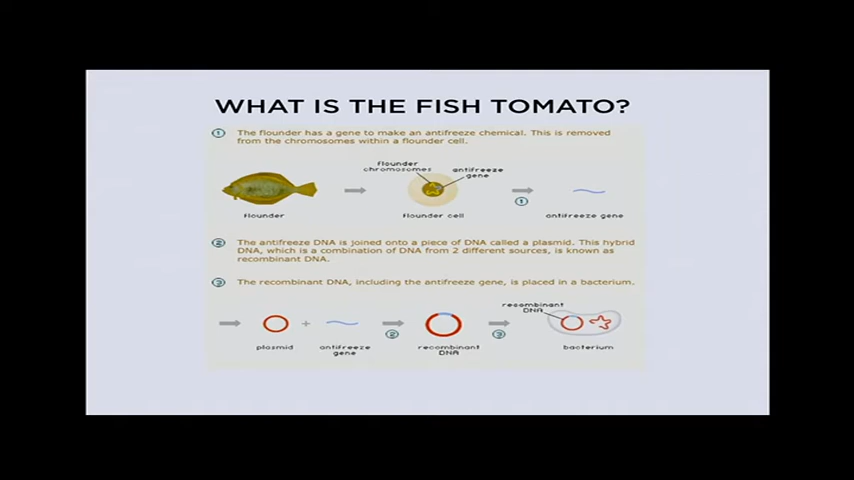 WHAT IS THE FISH TOMATO?
1 The flounder has a gene to make an antifreeze chemical. This is removed
from the chromosomes within a flounder cell.
flounder
chromosomes
antifreeze
gene
1
flounder
flounder cell
antifreeze gene
2 The antifreeze DNA is joined onto a piece of DNA called a plasmid. This hybrid
DNA, which is a combination of DNA from 2 different sources, is known as
recombinant DNA.
3 The recombinant DNA, including the antifreeze gene, is placed in a bacterium.
recombinant
DNA
+
2
3
plasmid
antifreeze
gene
recombinant
DNA
bacterium